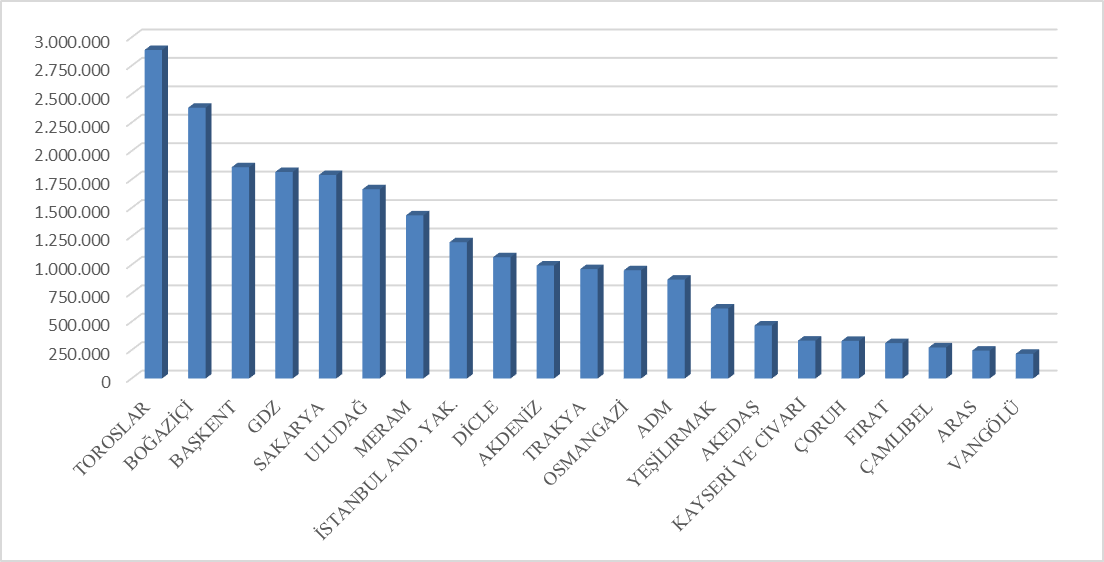 3.000.000
2.750.000
2.500.000
2.250.000
2.000.000
1.750.000
1.500.000
1.250.000
1.000.000
750.000
500.000
250.000
0
TOROSLAR
BOĞAZİÇİ
BAŞKENT
GDZ
SAKARYA
ULUDAĞ
MERAM
İSTANBUL AND. YAK.
DİCLE
AKDENİZ
TRAKYA
OSMANGAZİ
ADM
YEŞİLIRMAK
AKEDAŞ
KAYSERİ VE CİVARI
ÇORUH
FIRAT
ÇAMLIBEL
ARAS
VANGÖLÜ